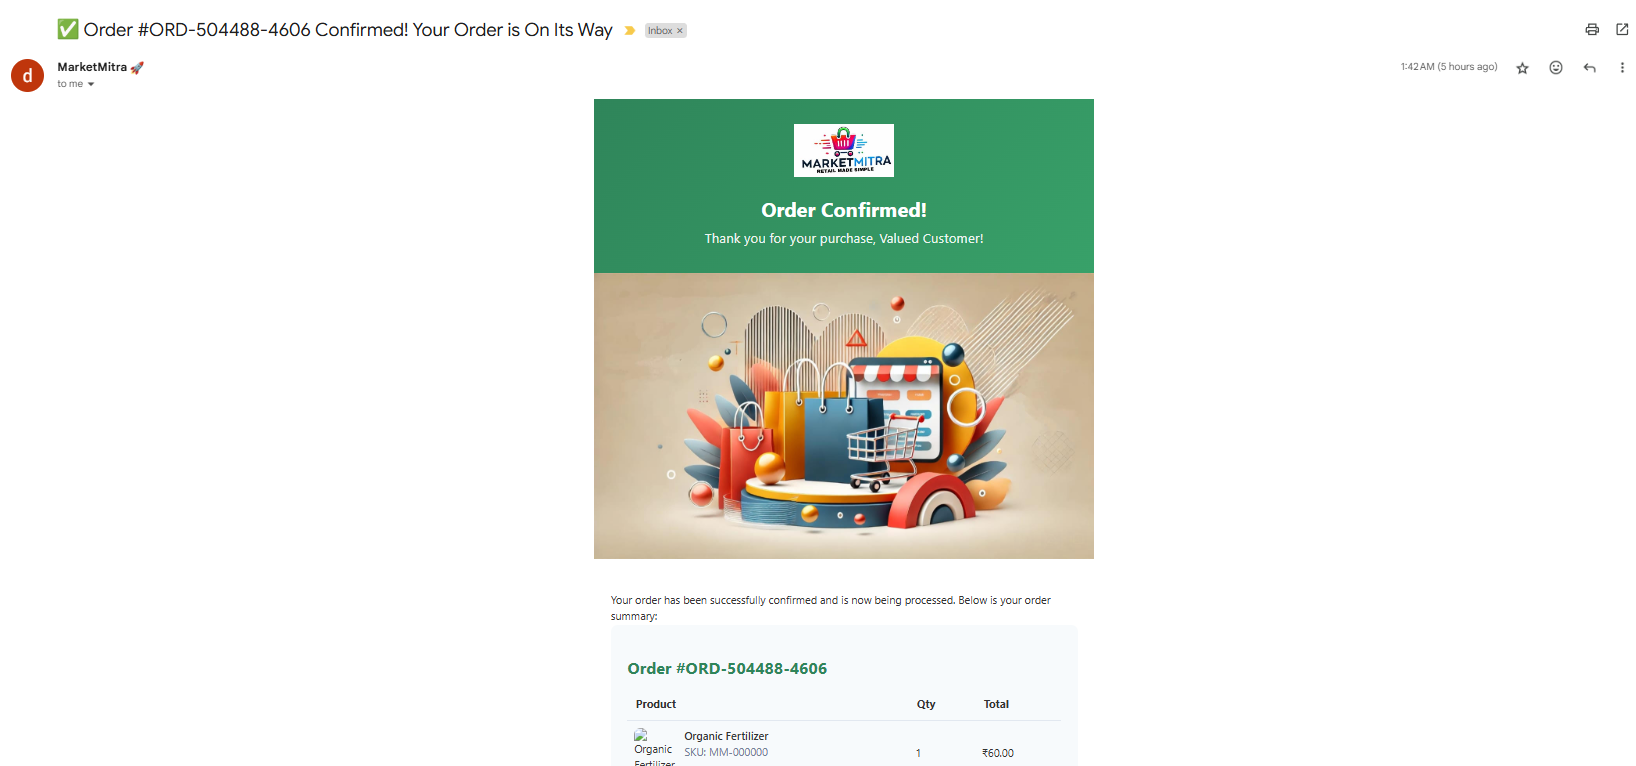 ✅ Order #ORD-504488-4606 Confirmed! Your Order is On Its Way
Inbox ×
d
MarketMitra 🚀
to me
1:42 AM (5 hours ago)
MARKETMITRA
RETAIL MADE SIMPLE
Order Confirmed!
Thank you for your purchase, Valued Customer!
Your order has been successfully confirmed and is now being processed. Below is your order
summary:
Order #ORD-504488-4606
Product Qty Total
Organic
Fertilizer
Organic Fertilizer
SKU: MM-000000
1 ₹60.00